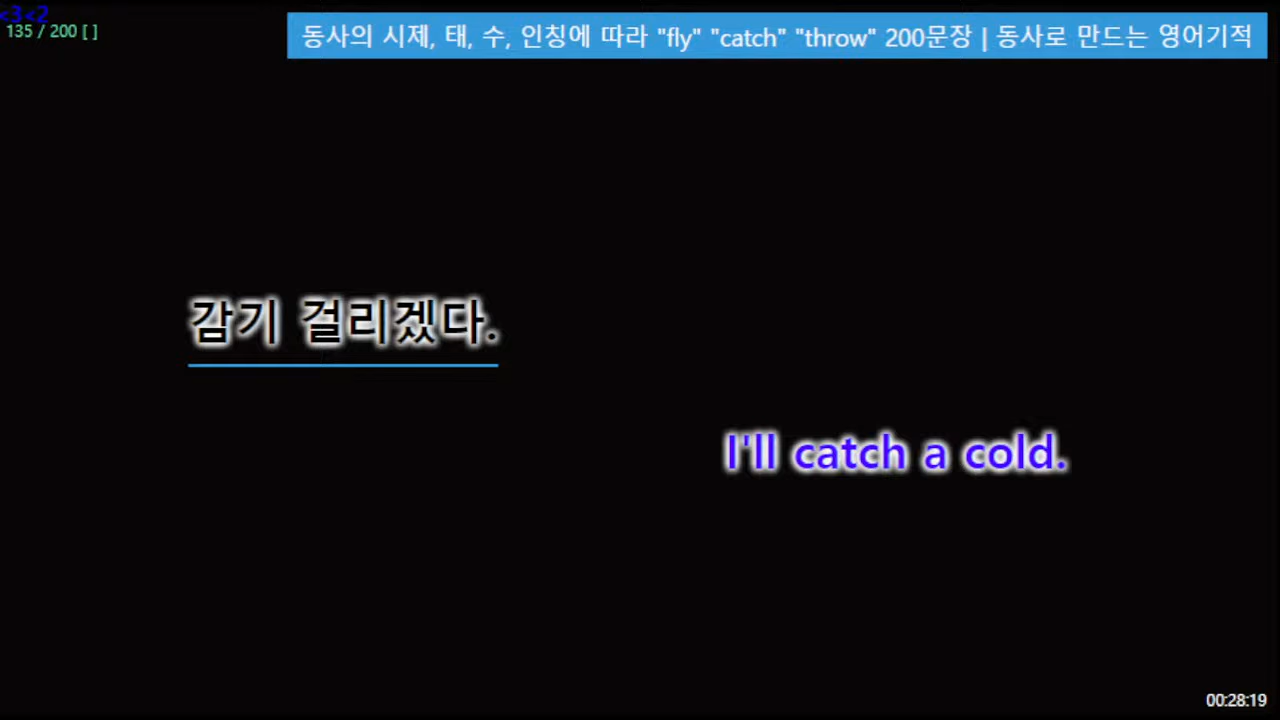 <3<2
135 / 200 [ ]
동사의 시제, 태, 수, 인칭에 따라 "fly" "catch" "throw" 200문장 | 동사로 만드는 영어기적
감기 걸리겠다.
I'll catch a cold.
00:28:19